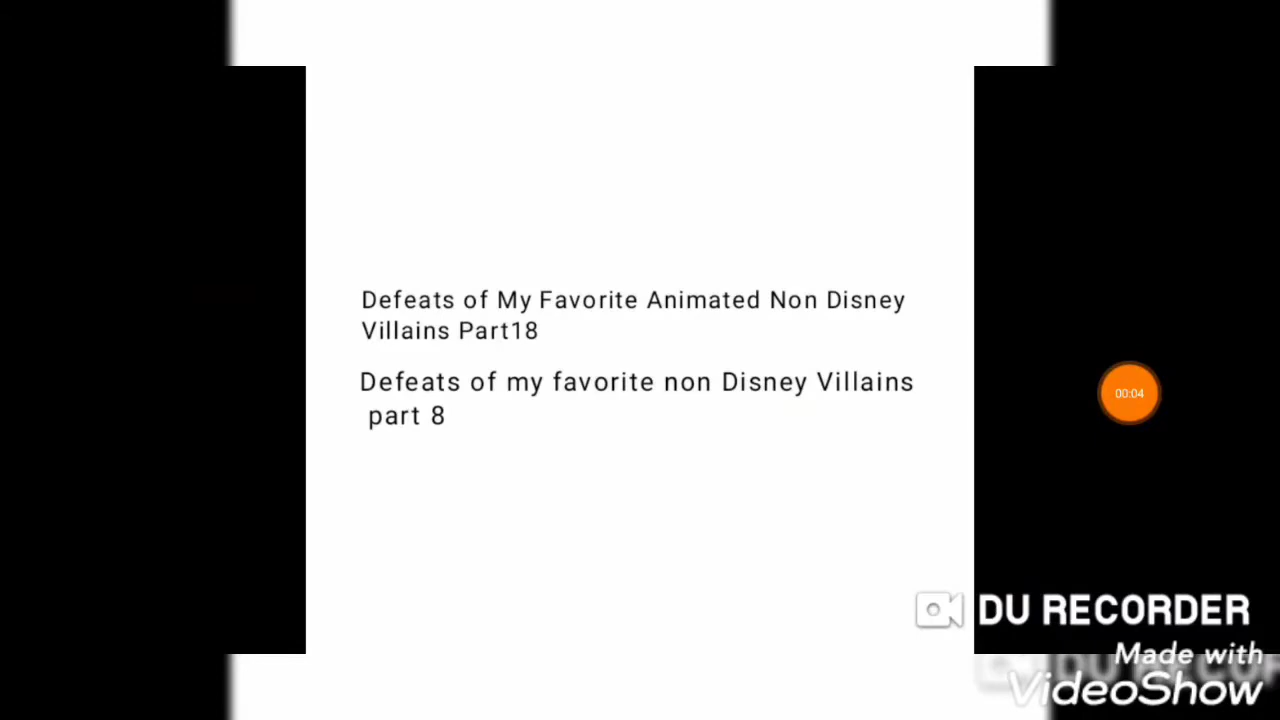 Defeats of My Favorite Animated Non Disney
Villains Part18
Defeats of my favorite non Disney Villains
part 8
00:04
DU RECORDER
Made with
VideoShow